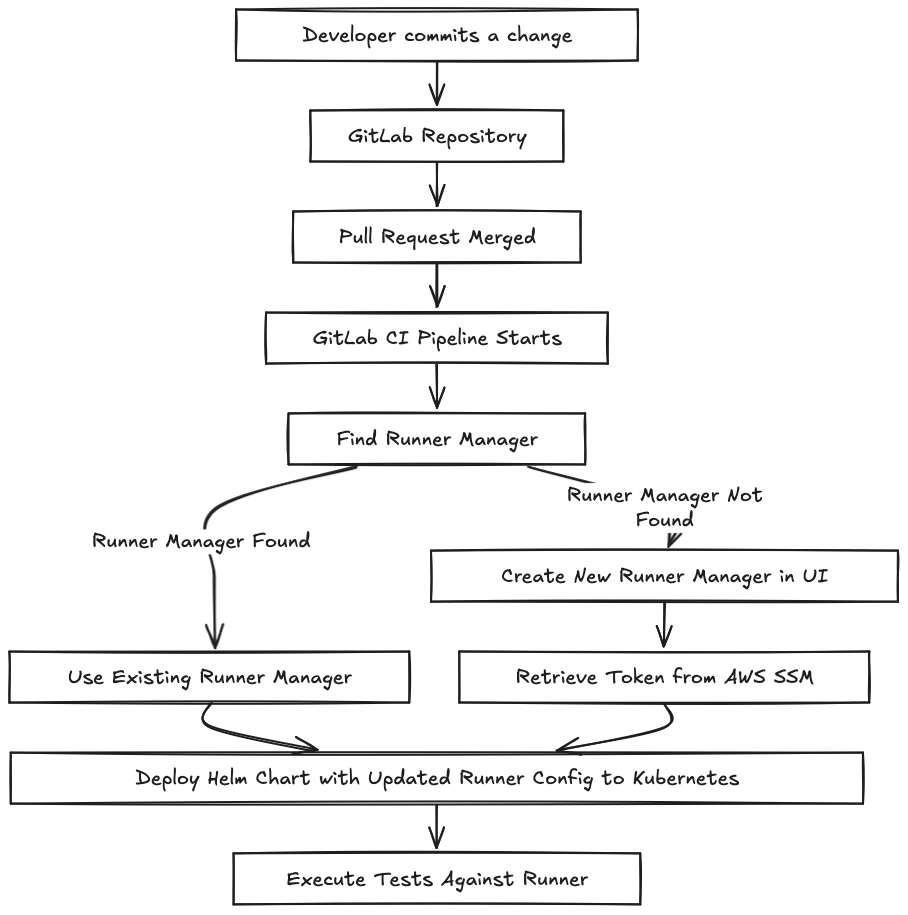 Developer commits a change
GitLab Repository
Pull Request Merged
GitLab CI Pipeline Starts
Find Runner Manager
Runner Manager Not
Found
Runner Manager Found
Create New Runner Manager in UI
Use Existing Runner Manager
Retrieve Token from AWS SSM
Deploy Helm Chart with Updated Runner Config to Kubernetes
Execute Tests Against Runner